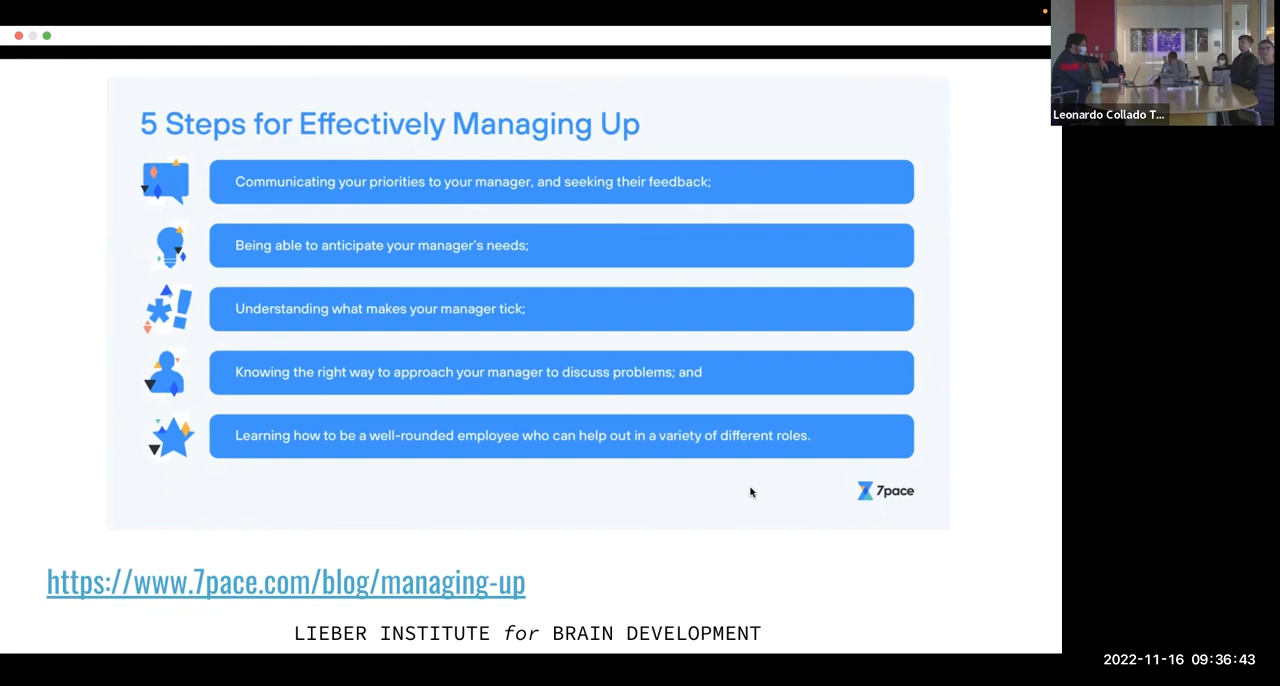 5 Steps for Effectively Managing Up
Communicating your priorities to your manager, and seeking their feedback;
Being able to anticipate your manager's needs;
Understanding what makes your manager tick;
Knowing the right way to approach your manager to discuss problems; and
Learning how to be a well-rounded employee who can help out in a variety of different roles.
7pace
https://www.7pace.com/blog/managing-up
LIEBER INSTITUTE for BRAIN DEVELOPMENT
Leonardo Collado T...
2022-11-16 09:36:43